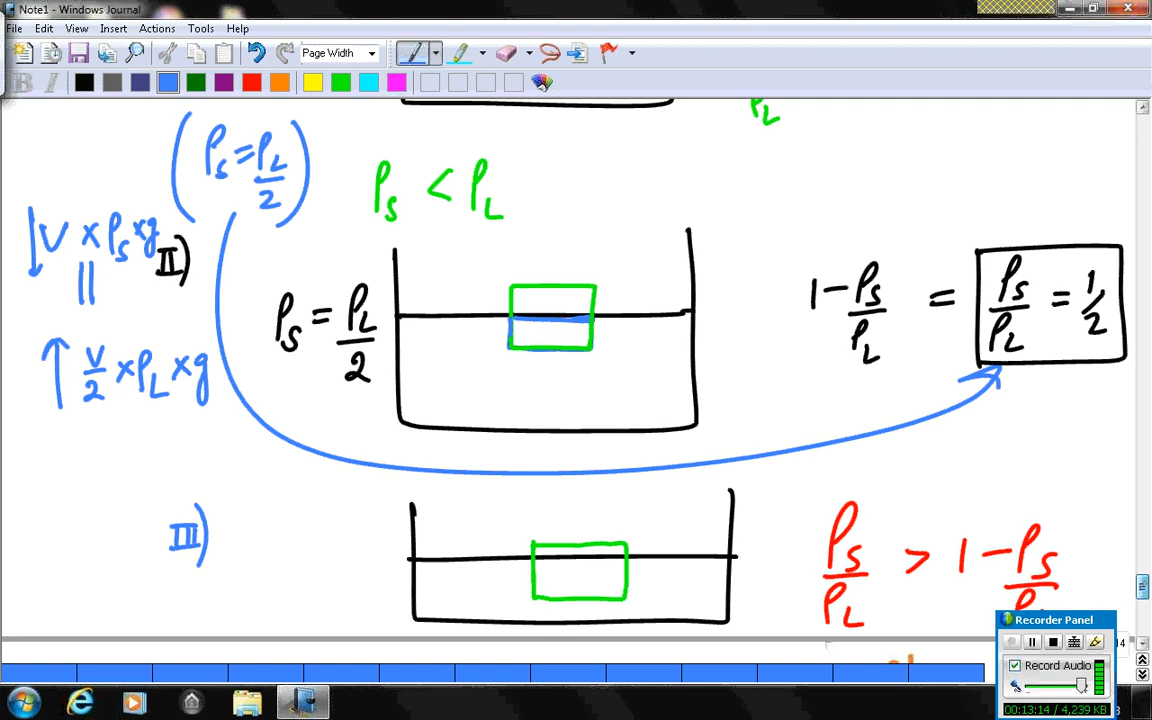 Note1 - Windows Journal
File Edit View Insert Actions Tools Help
Page Width
B I
ρL
(ρS = ρL/2)
ρS < ρL
↓ V × ρS × g
||
↑ V/2 × ρL × g
II)
ρS = ρL/2
1 - ρS/ρL = ρS/ρL = 1/2
III)
ρS/ρL > 1 - ρS/ρ
Recorder Panel
Record Audio
00:13:14 / 4,239 KB
14